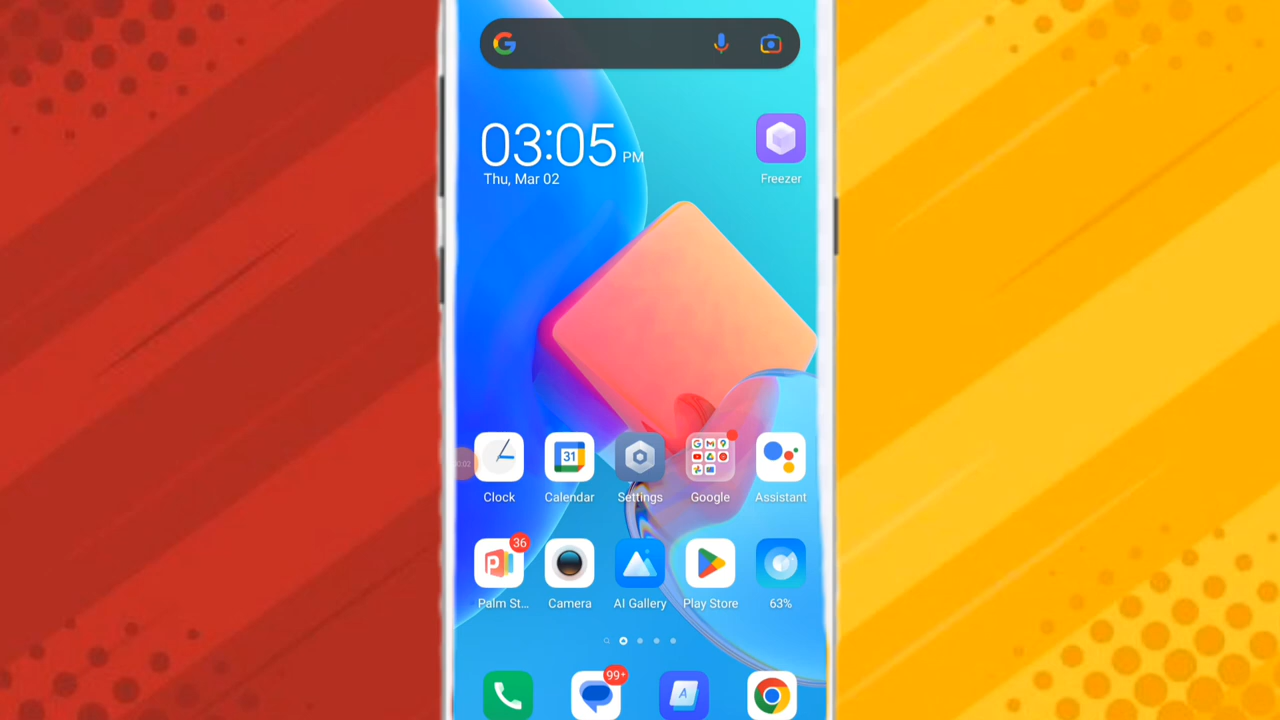 03:05 PM
Thu, Mar 02
Freezer
31
Clock
Calendar
Settings
Google
Assistant
36
Palm St...
Camera
AI Gallery
Play Store
63%
99+
A